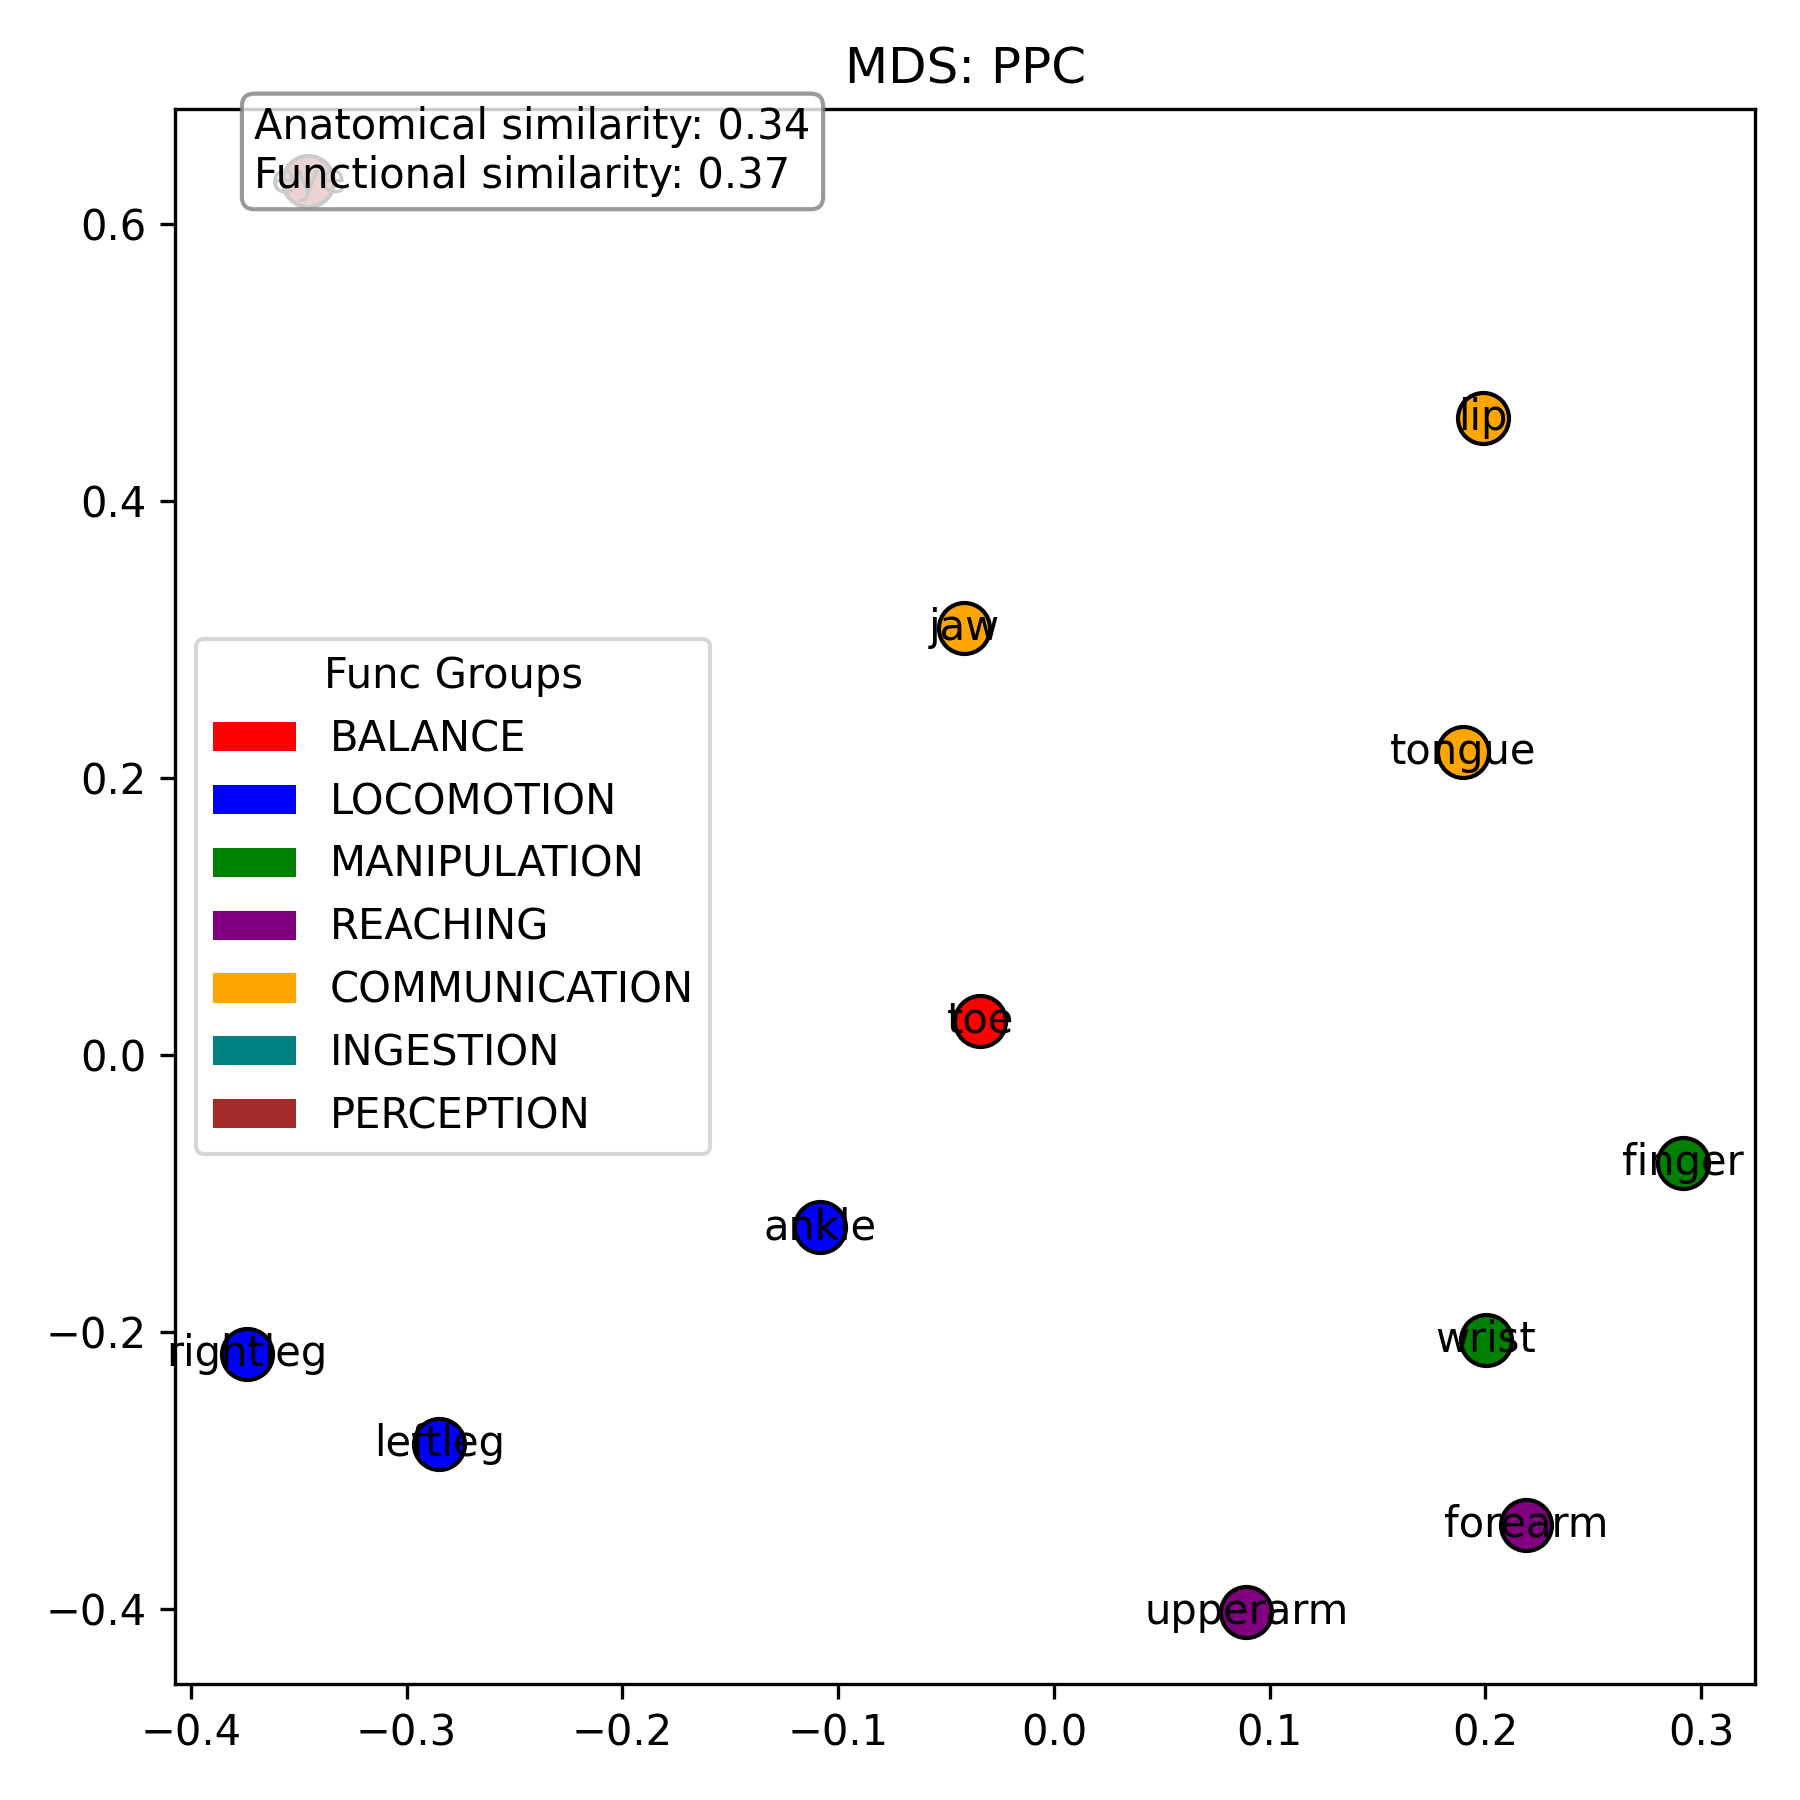 MDS: PPC
Anatomical similarity: 0.34
Functional similarity: 0.37
eye
0.6
lip
0.4
jaw
Func Groups
BALANCE
tongue
0.2
LOCOMOTION
MANIPULATION
REACHING
COMMUNICATION
toe
0.0
INGESTION
PERCEPTION
finger
ankle
−0.2
wrist
rightleg
leftleg
forearm
−0.4
upperarm
−0.4 −0.3 −0.2 −0.1 0.0 0.1 0.2 0.3